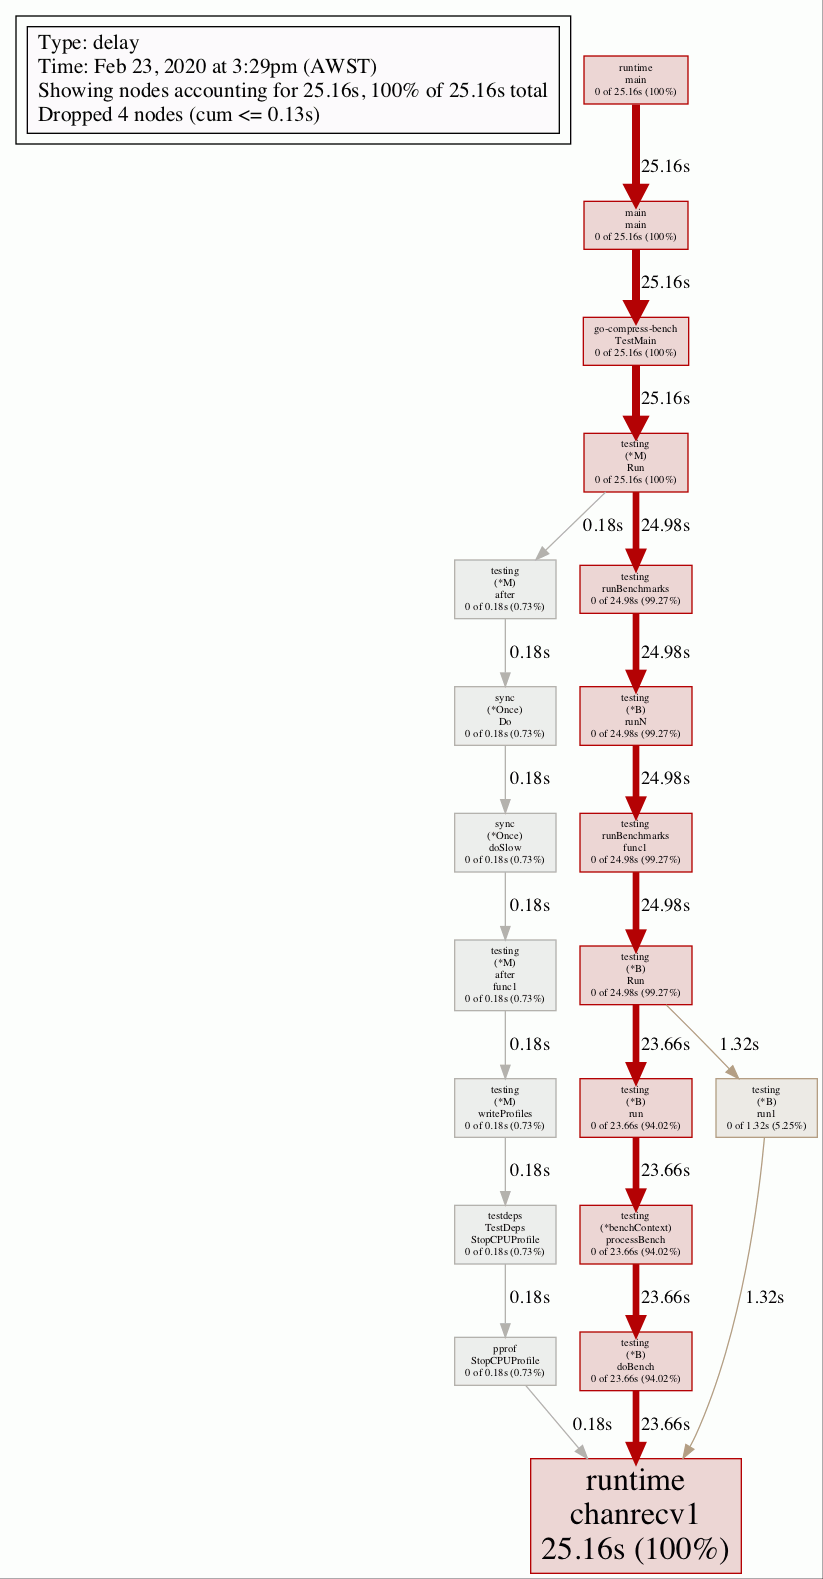 Type: delay
Time: Feb 23, 2020 at 3:29pm (AWST)
Showing nodes accounting for 25.16s, 100% of 25.16s total
Dropped 4 nodes (cum <= 0.13s)
runtime
main
0 of 25.16s (100%)
25.16s
main
main
0 of 25.16s (100%)
25.16s
go-compress-bench
TestMain
0 of 25.16s (100%)
25.16s
testing
(*M)
Run
0 of 25.16s (100%)
0.18s
24.98s
testing
(*M)
after
0 of 0.18s (0.73%)
testing
runBenchmarks
0 of 24.98s (99.27%)
0.18s
24.98s
sync
(*Once)
Do
0 of 0.18s (0.73%)
testing
(*B)
runN
0 of 24.98s (99.27%)
0.18s
24.98s
sync
(*Once)
doSlow
0 of 0.18s (0.73%)
testing
runBenchmarks
func1
0 of 24.98s (99.27%)
0.18s
24.98s
testing
(*M)
after
func1
0 of 0.18s (0.73%)
testing
(*B)
Run
0 of 24.98s (99.27%)
0.18s
23.66s
1.32s
testing
(*M)
writeProfiles
0 of 0.18s (0.73%)
testing
(*B)
run
0 of 23.66s (94.02%)
testing
(*B)
run1
0 of 1.32s (5.25%)
0.18s
23.66s
testdeps
TestDeps
StopCPUProfile
0 of 0.18s (0.73%)
testing
(*benchContext)
processBench
0 of 23.66s (94.02%)
0.18s
23.66s
1.32s
pprof
StopCPUProfile
0 of 0.18s (0.73%)
testing
(*B)
doBench
0 of 23.66s (94.02%)
0.18s
23.66s
runtime
chanrecv1
25.16s (100%)